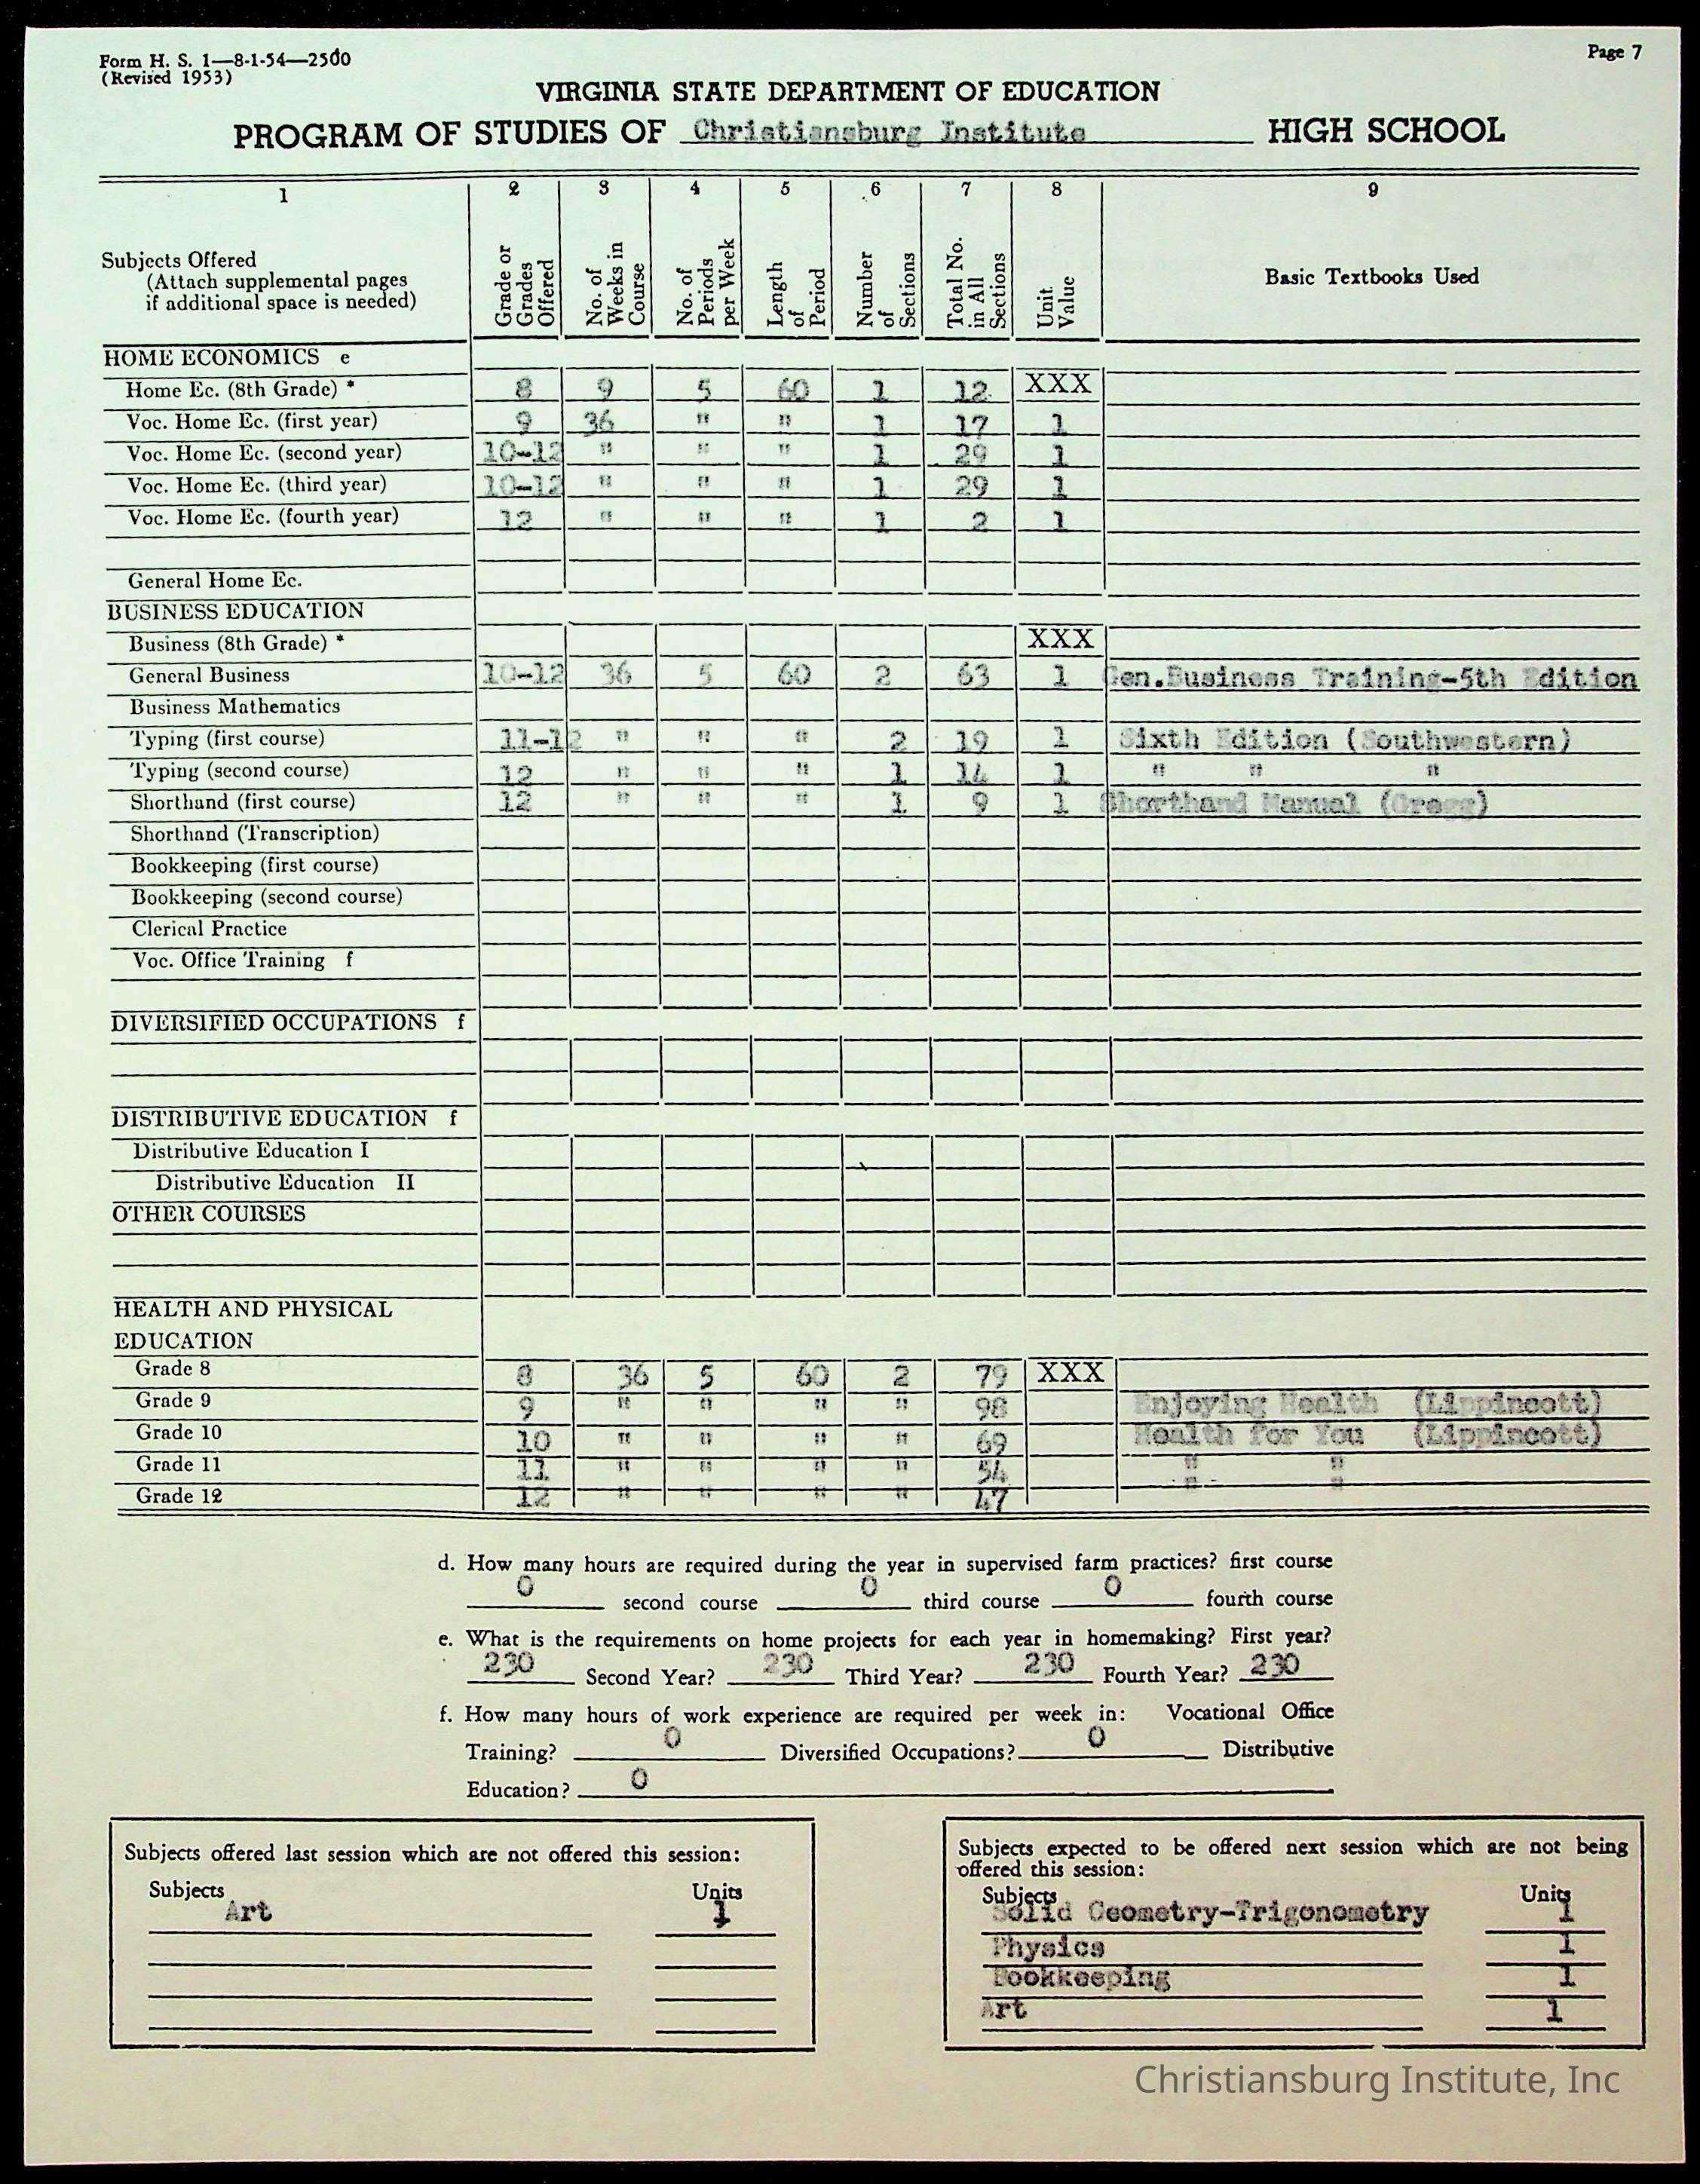 Form H. S. 1—8-1-54—2500
Page 7
(Revised 1953)
VIRGINIA STATE DEPARTMENT OF EDUCATION
PROGRAM OF STUDIES OF Christiansburg Institute HIGH SCHOOL
1 2 3 4 5 6 7 8 9
Subjects Offered
(Attach supplemental pages
if additional space is needed)
Grade or
Grades
Offered
No. of
Weeks in
Course
No. of
Periods
per Week
Length
of
Period
Number
of
Sections
Total No.
in All
Sections
Unit
Value
Basic Textbooks Used
HOME ECONOMICS e
Home Ec. (8th Grade) * 8 9 5 60 1 12 XXX
Voc. Home Ec. (first year) 9 36 " " 1 17 1
Voc. Home Ec. (second year) 10-12 " " " 1 29 1
Voc. Home Ec. (third year) 10-12 " " " 1 29 1
Voc. Home Ec. (fourth year) 12 " " " 1 2 1
General Home Ec.
BUSINESS EDUCATION
Business (8th Grade) * XXX
General Business 10-12 36 5 60 2 63 1 Gen.Business Training-5th Edition
Business Mathematics
Typing (first course) 11-12 " " " 2 19 1 Sixth Edition (Southwestern)
Typing (second course) 12 " " " 1 14 1 " " "
Shorthand (first course) 12 " " " 1 9 1 Shorthand Manual (Gregg)
Shorthand (Transcription)
Bookkeeping (first course)
Bookkeeping (second course)
Clerical Practice
Voc. Office Training f
DIVERSIFIED OCCUPATIONS f
DISTRIBUTIVE EDUCATION f
Distributive Education I
Distributive Education II
OTHER COURSES
HEALTH AND PHYSICAL
EDUCATION
Grade 8 8 36 5 60 2 79 XXX
Grade 9 9 " " " " 98 Enjoying Health (Lippincott)
Grade 10 10 " " " " 69 Health for You (Lippincott)
Grade 11 11 " " " " 54 " "
Grade 12 12 " " " " 47 " "
d. How many hours are required during the year in supervised farm practices? first course
0 second course 0 third course 0 fourth course
e. What is the requirements on home projects for each year in homemaking? First year?
230 Second Year? 230 Third Year? 230 Fourth Year? 230
f. How many hours of work experience are required per week in: Vocational Office
Training? 0 Diversified Occupations? 0 Distributive
Education? 0
Subjects offered last session which are not offered this session:
Subjects Units
Art 1
Subjects expected to be offered next session which are not being
offered this session:
Subjects Units
Solid Geometry-Trigonometry 1
Physics 1
Bookkeeping 1
Art 1
Christiansburg Institute, Inc